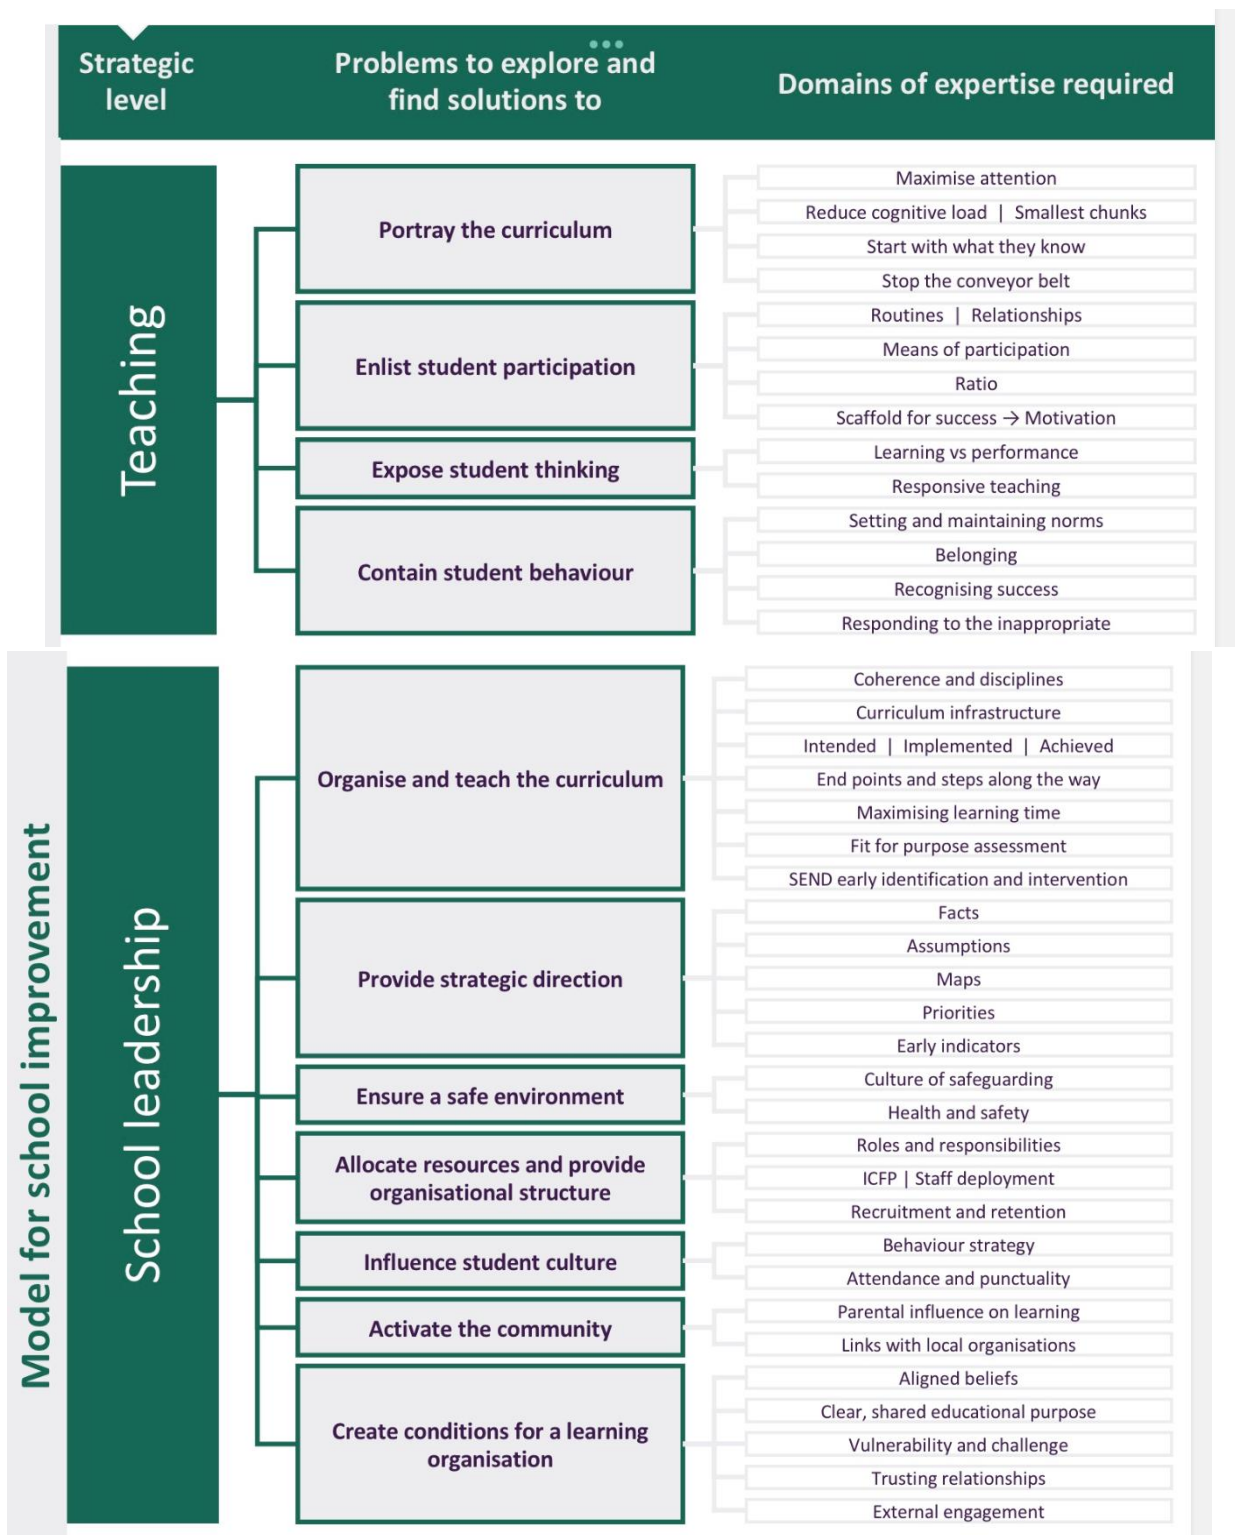 Strategic
level
Problems to explore and
find solutions to
Domains of expertise required
Teaching
Portray the curriculum
Maximise attention
Reduce cognitive load | Smallest chunks
Start with what they know
Stop the conveyor belt
Enlist student participation
Routines | Relationships
Means of participation
Ratio
Scaffold for success → Motivation
Expose student thinking
Learning vs performance
Responsive teaching
Contain student behaviour
Setting and maintaining norms
Belonging
Recognising success
Responding to the inappropriate
Model for school improvement
School leadership
Organise and teach the curriculum
Coherence and disciplines
Curriculum infrastructure
Intended | Implemented | Achieved
End points and steps along the way
Maximising learning time
Fit for purpose assessment
SEND early identification and intervention
Provide strategic direction
Facts
Assumptions
Maps
Priorities
Early indicators
Ensure a safe environment
Culture of safeguarding
Health and safety
Allocate resources and provide
organisational structure
Roles and responsibilities
ICFP | Staff deployment
Recruitment and retention
Influence student culture
Behaviour strategy
Attendance and punctuality
Activate the community
Parental influence on learning
Links with local organisations
Create conditions for a learning
organisation
Aligned beliefs
Clear, shared educational purpose
Vulnerability and challenge
Trusting relationships
External engagement